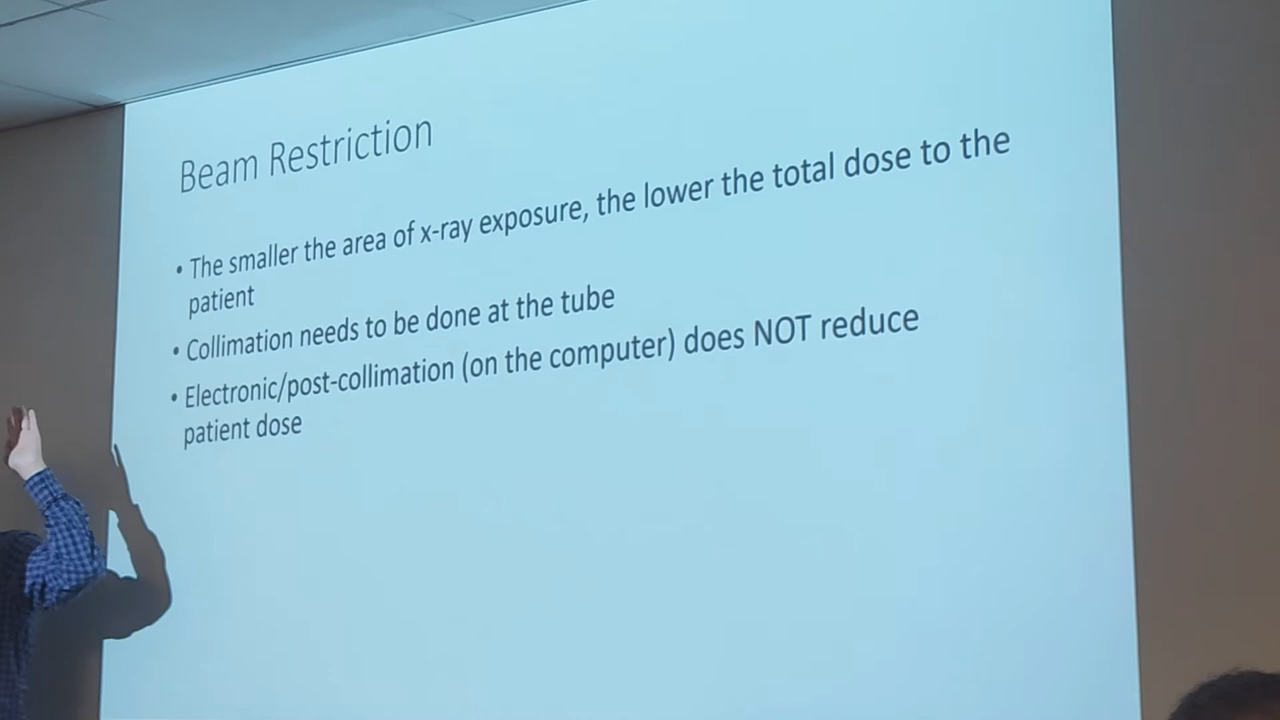 Beam Restriction
• The smaller the area of x-ray exposure, the lower the total dose to the
patient
• Collimation needs to be done at the tube
• Electronic/post-collimation (on the computer) does NOT reduce
patient dose